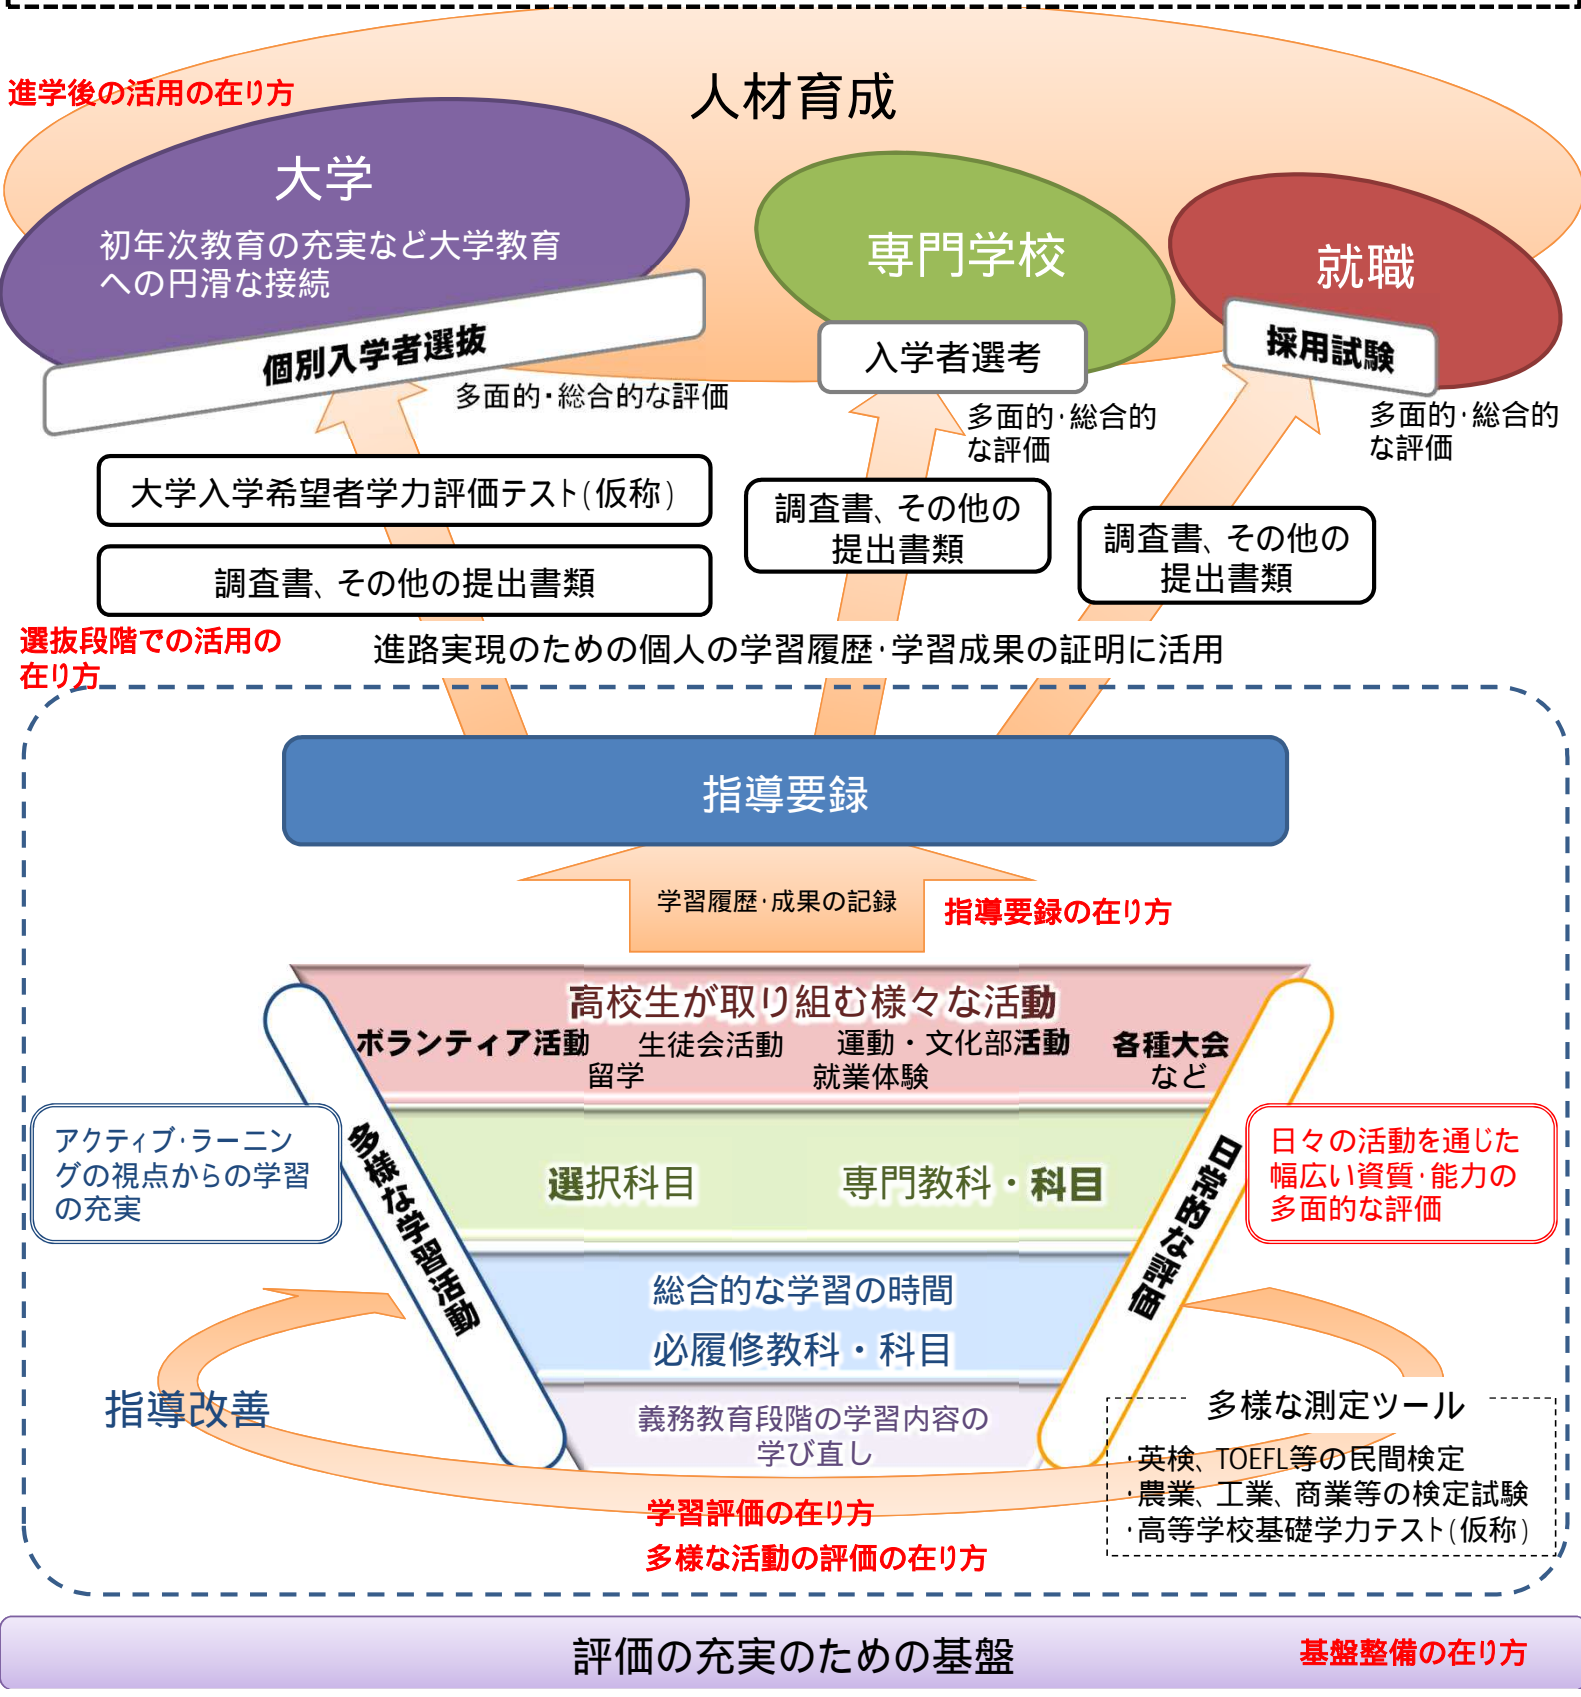 人材育成
進学後の活用の在り方
大学
初年次教育の充実など大学教育
への円滑な接続
個別入学者選抜
多面的・総合的な評価
専門学校
入学者選考
多面的・総合的
な評価
就職
採用試験
多面的・総合的
な評価
大学入学希望者学力評価テスト(仮称)
調査書、その他の提出書類
調査書、その他の
提出書類
調査書、その他の
提出書類
選抜段階での活用の
在り方
進路実現のための個人の学習履歴・学習成果の証明に活用
指導要録
学習履歴・成果の記録
指導要録の在り方
高校生が取り組む様々な活動
ボランティア活動 生徒会活動 運動・文化部活動 各種大会
留学 就業体験 など
アクティブ・ラーニン
グの視点からの学習
の充実
多様な学習活動
選択科目 専門教科・科目
日常的な評価
日々の活動を通じた
幅広い資質・能力の
多面的な評価
総合的な学習の時間
必履修教科・科目
指導改善
義務教育段階の学習内容の
学び直し
多様な測定ツール
・英検、TOEFL等の民間検定
・農業、工業、商業等の検定試験
・高等学校基礎学力テスト(仮称)
学習評価の在り方
多様な活動の評価の在り方
評価の充実のための基盤
基盤整備の在り方